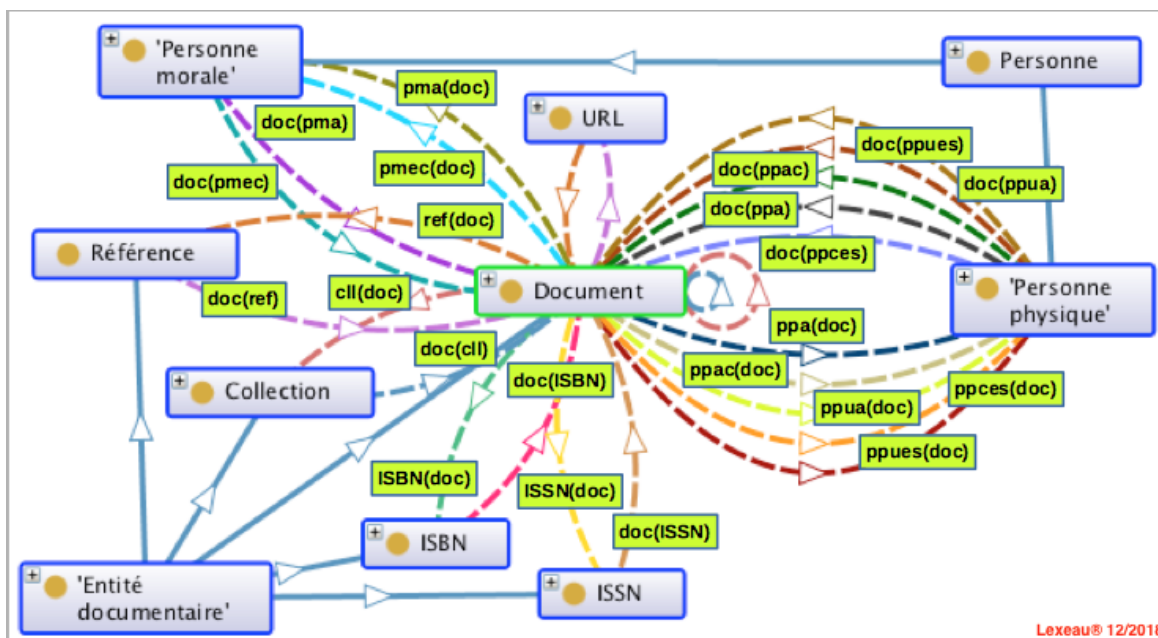 'Personne
morale'
Personne
pma(doc)
URL
doc(pma)
doc(ppues)
pmec(doc)
doc(ppac)
doc(pmec)
doc(ppua)
doc(ppa)
ref(doc)
Référence
doc(ppces)
cll(doc)
Document
doc(ref)
'Personne
physique'
ppa(doc)
doc(cll)
ppac(doc)
doc(ISBN)
Collection
ppces(doc)
ppua(doc)
ppues(doc)
ISBN(doc)
ISSN(doc)
doc(ISSN)
ISBN
'Entité
documentaire'
ISSN
Lexeau® 12/2018